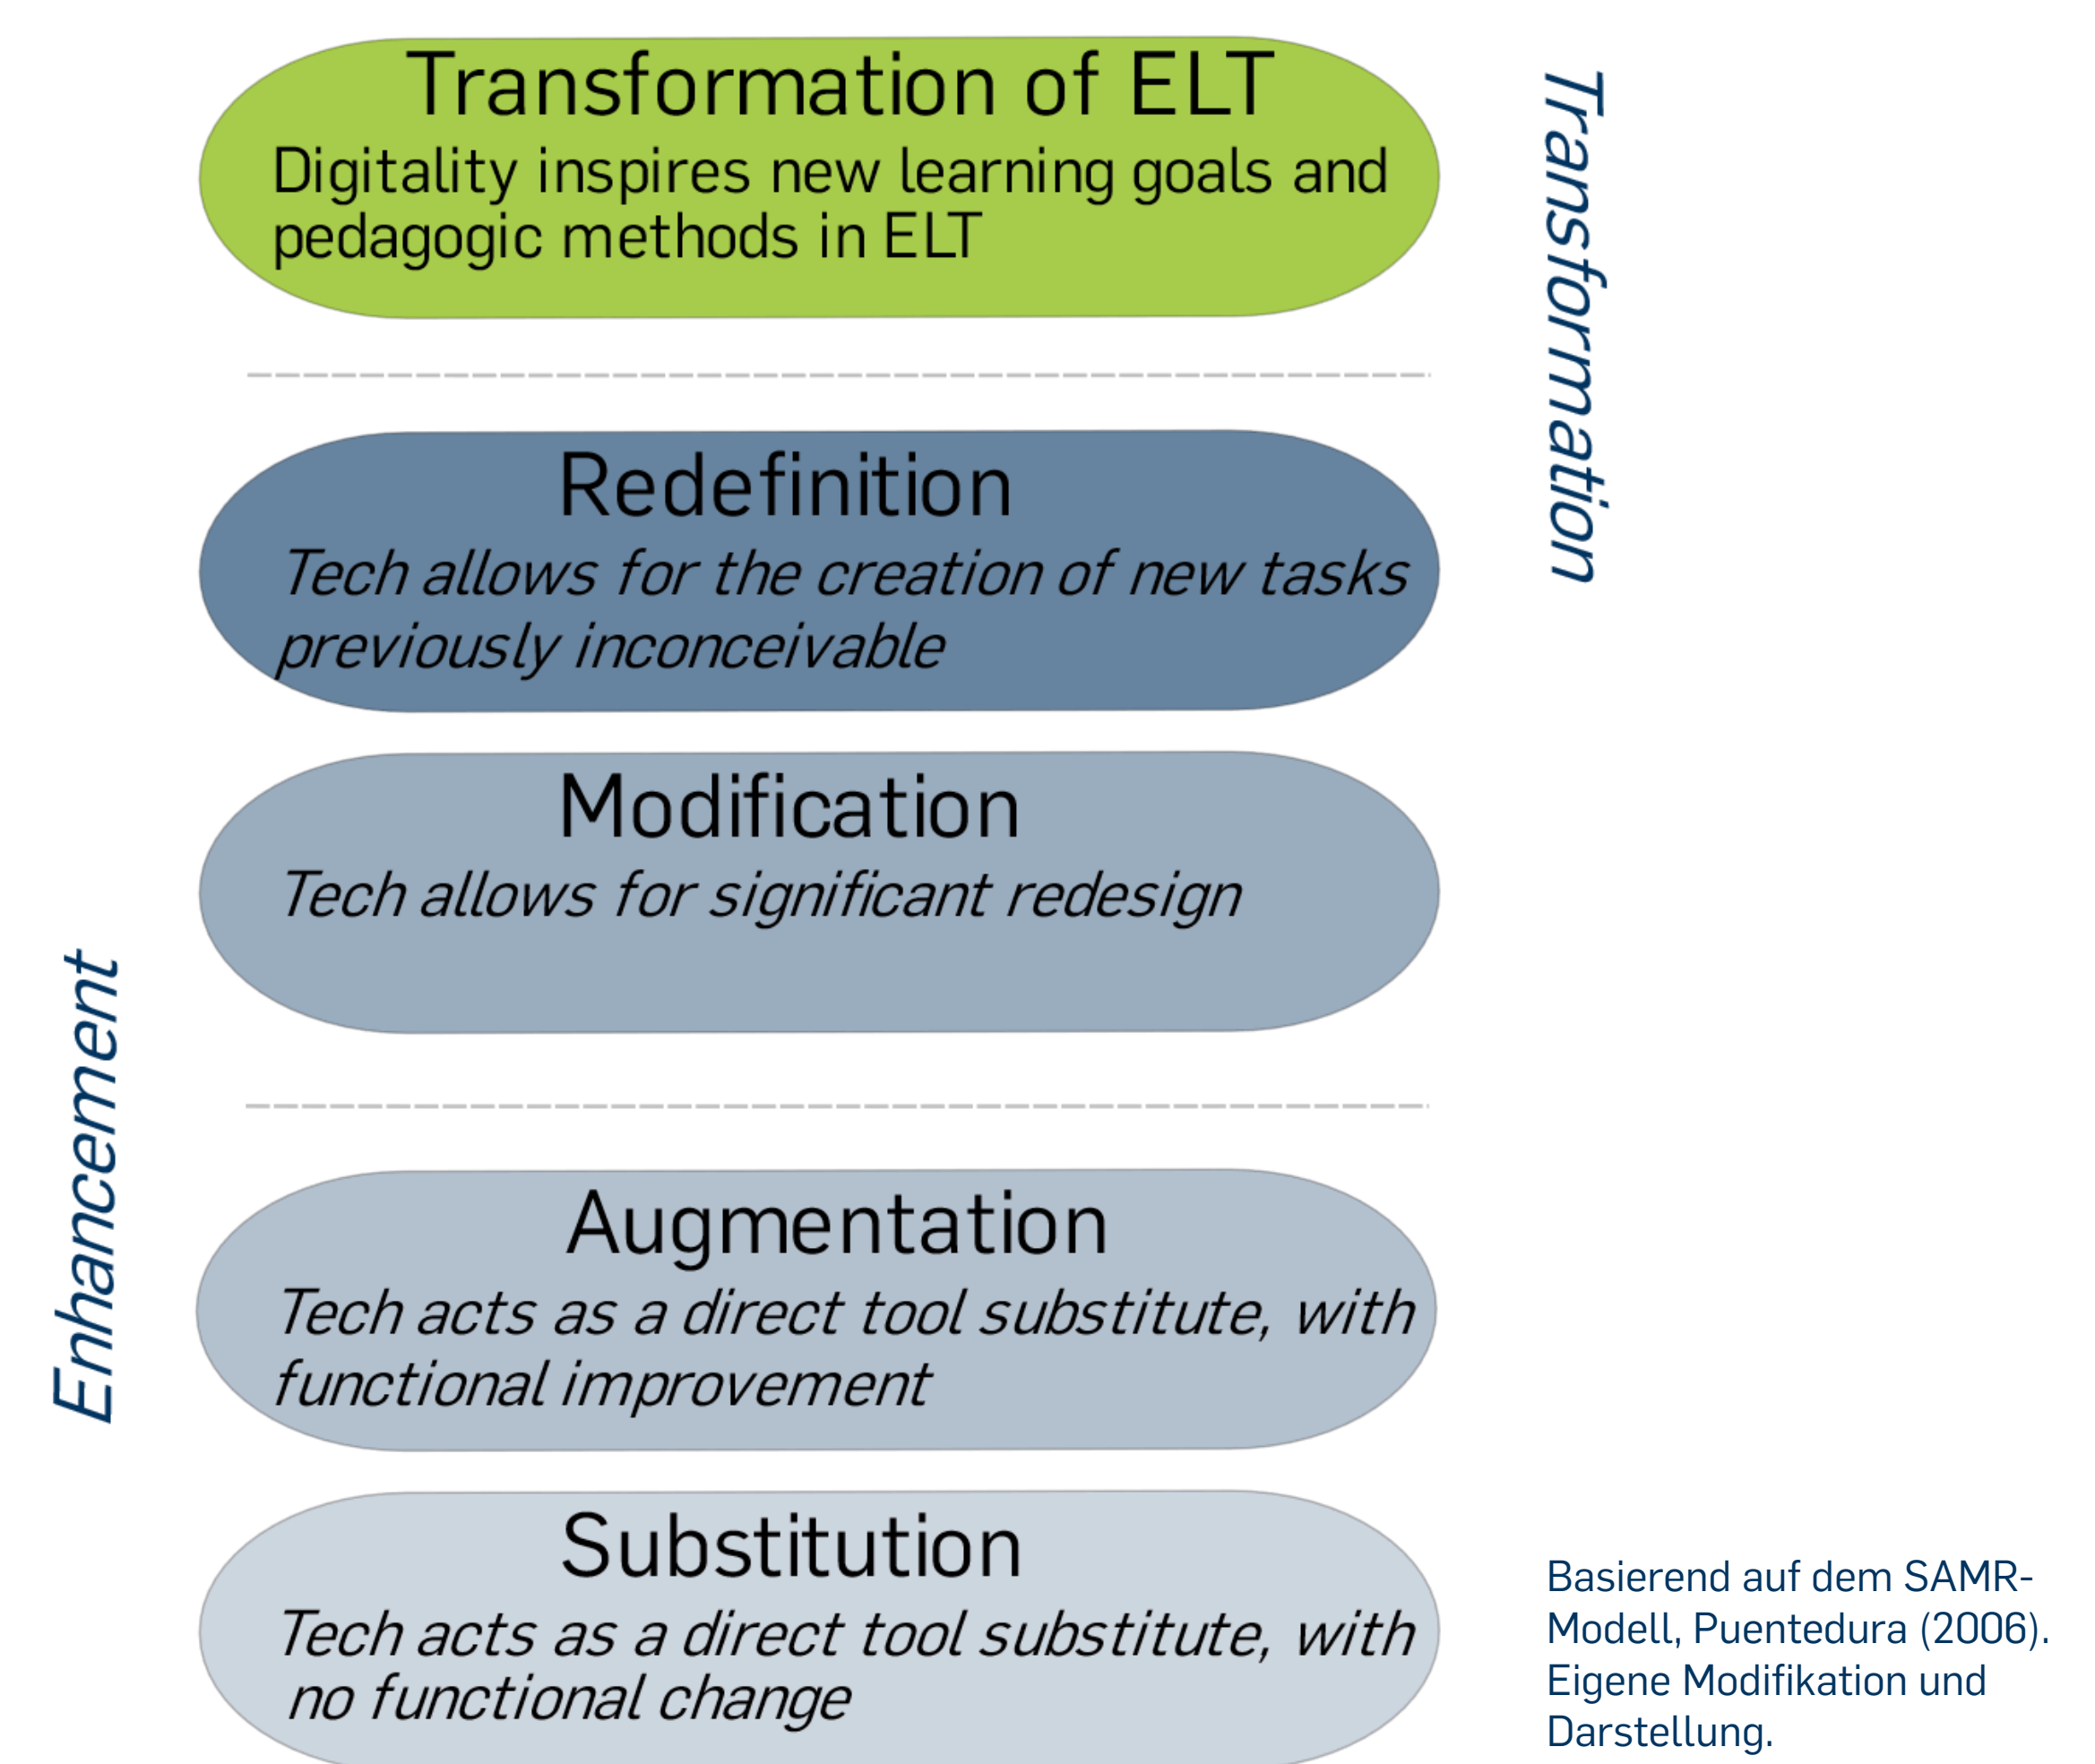 Transformation of ELT
Digitality inspires new learning goals and
pedagogic methods in ELT
Transformation
Redefinition
Tech allows for the creation of new tasks
previously inconceivable
Modification
Tech allows for significant redesign
Enhancement
Augmentation
Tech acts as a direct tool substitute, with
functional improvement
Substitution
Tech acts as a direct tool substitute, with
no functional change
Basierend auf dem SAMR-
Modell, Puentedura (2006).
Eigene Modifikation und
Darstellung.